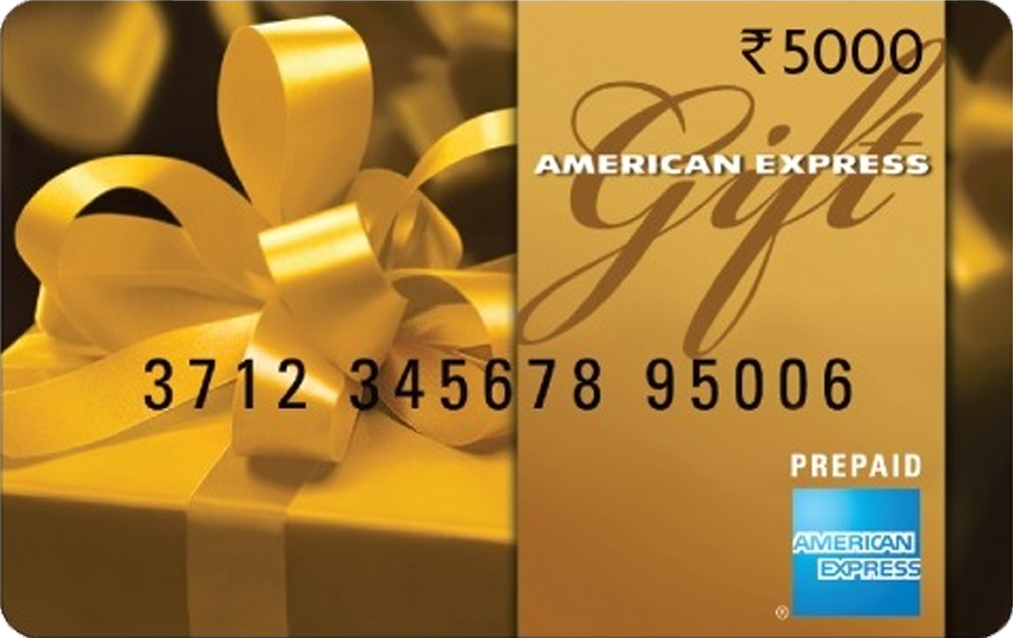 ₹5000
Gift
AMERICAN EXPRESS
3712 345678 95006
PREPAID
AMERICAN
EXPRESS
®